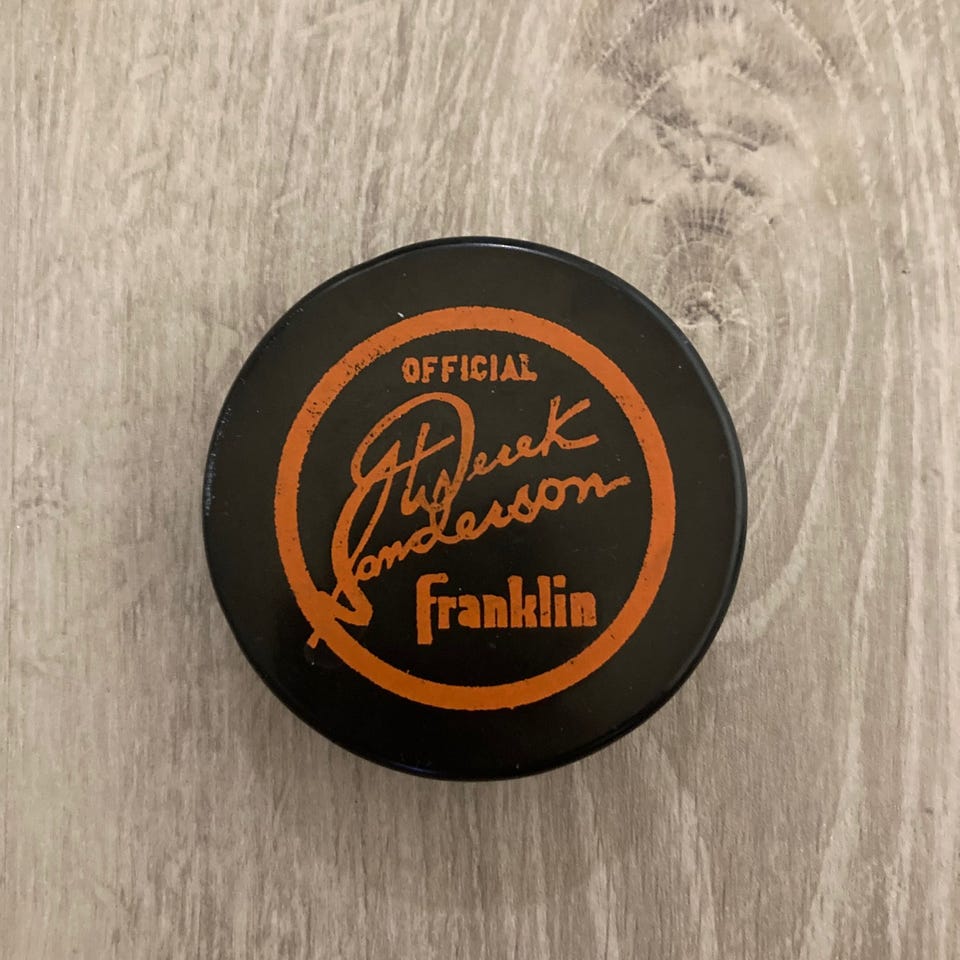 OFFICIAL
Derek
Sanderson
Franklin